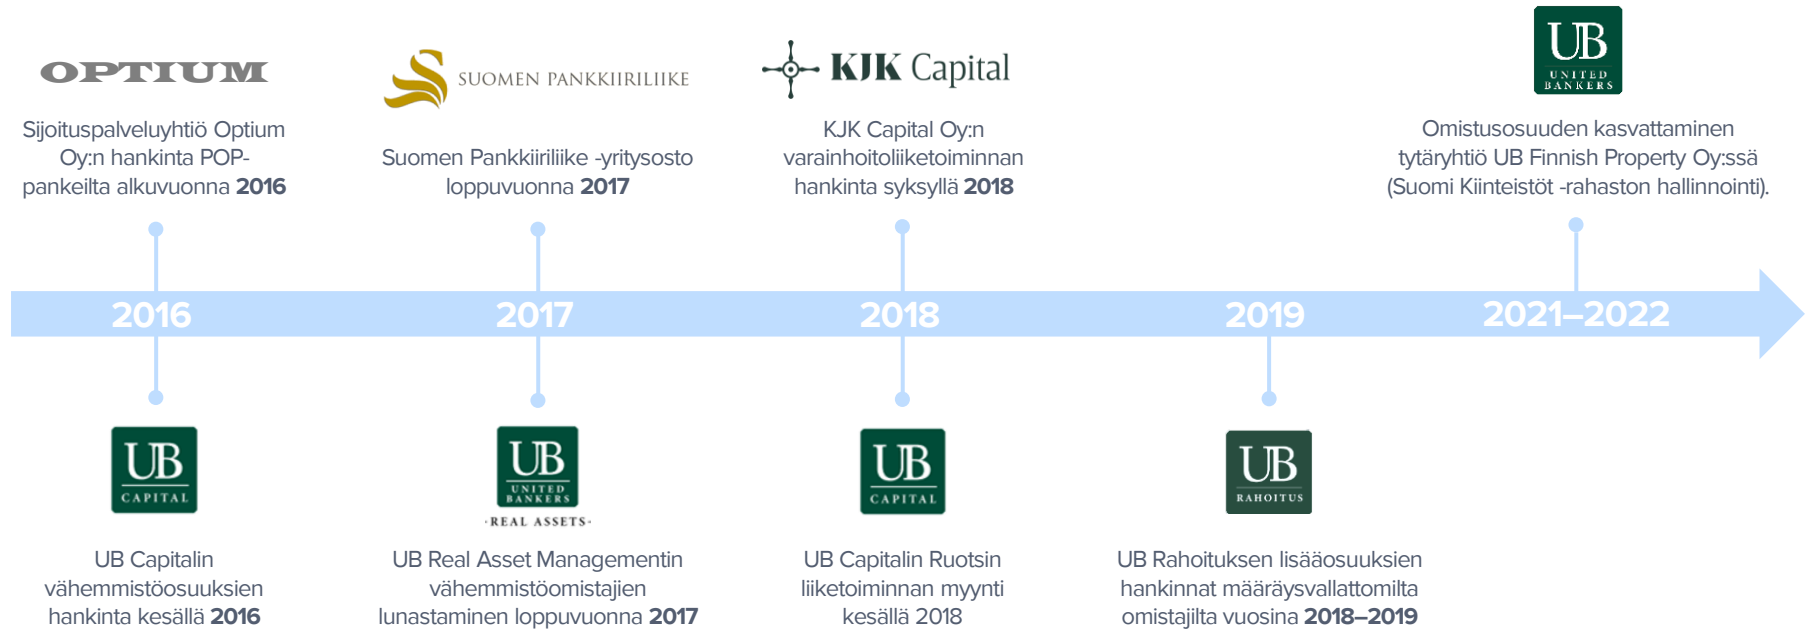 OPTIUM
Sijoituspalveluyhtiö Optium
Oy:n hankinta POP-
pankeilta alkuvuonna 2016
SUOMEN PANKKIIRILIIKE
Suomen Pankkiiriliike -yritysosto
loppuvuonna 2017
KJK Capital
KJK Capital Oy:n
varainhoitoliiketoiminnan
hankinta syksyllä 2018
UB
UNITED
BANKERS
Omistusosuuden kasvattaminen
tytäryhtiö UB Finnish Property Oy:ssä
(Suomi Kiinteistöt -rahaston hallinnointi).
2016
2017
2018
2019
2021–2022
UB
CAPITAL
UB Capitalin
vähemmistöosuuksien
hankinta kesällä 2016
UB
UNITED
BANKERS
·REAL ASSETS·
UB Real Asset Managementin
vähemmistöomistajien
lunastaminen loppuvuonna 2017
UB
CAPITAL
UB Capitalin Ruotsin
liiketoiminnan myynti
kesällä 2018
UB
RAHOITUS
UB Rahoituksen lisääosuuksien
hankinnat määräysvallattomilta
omistajilta vuosina 2018–2019